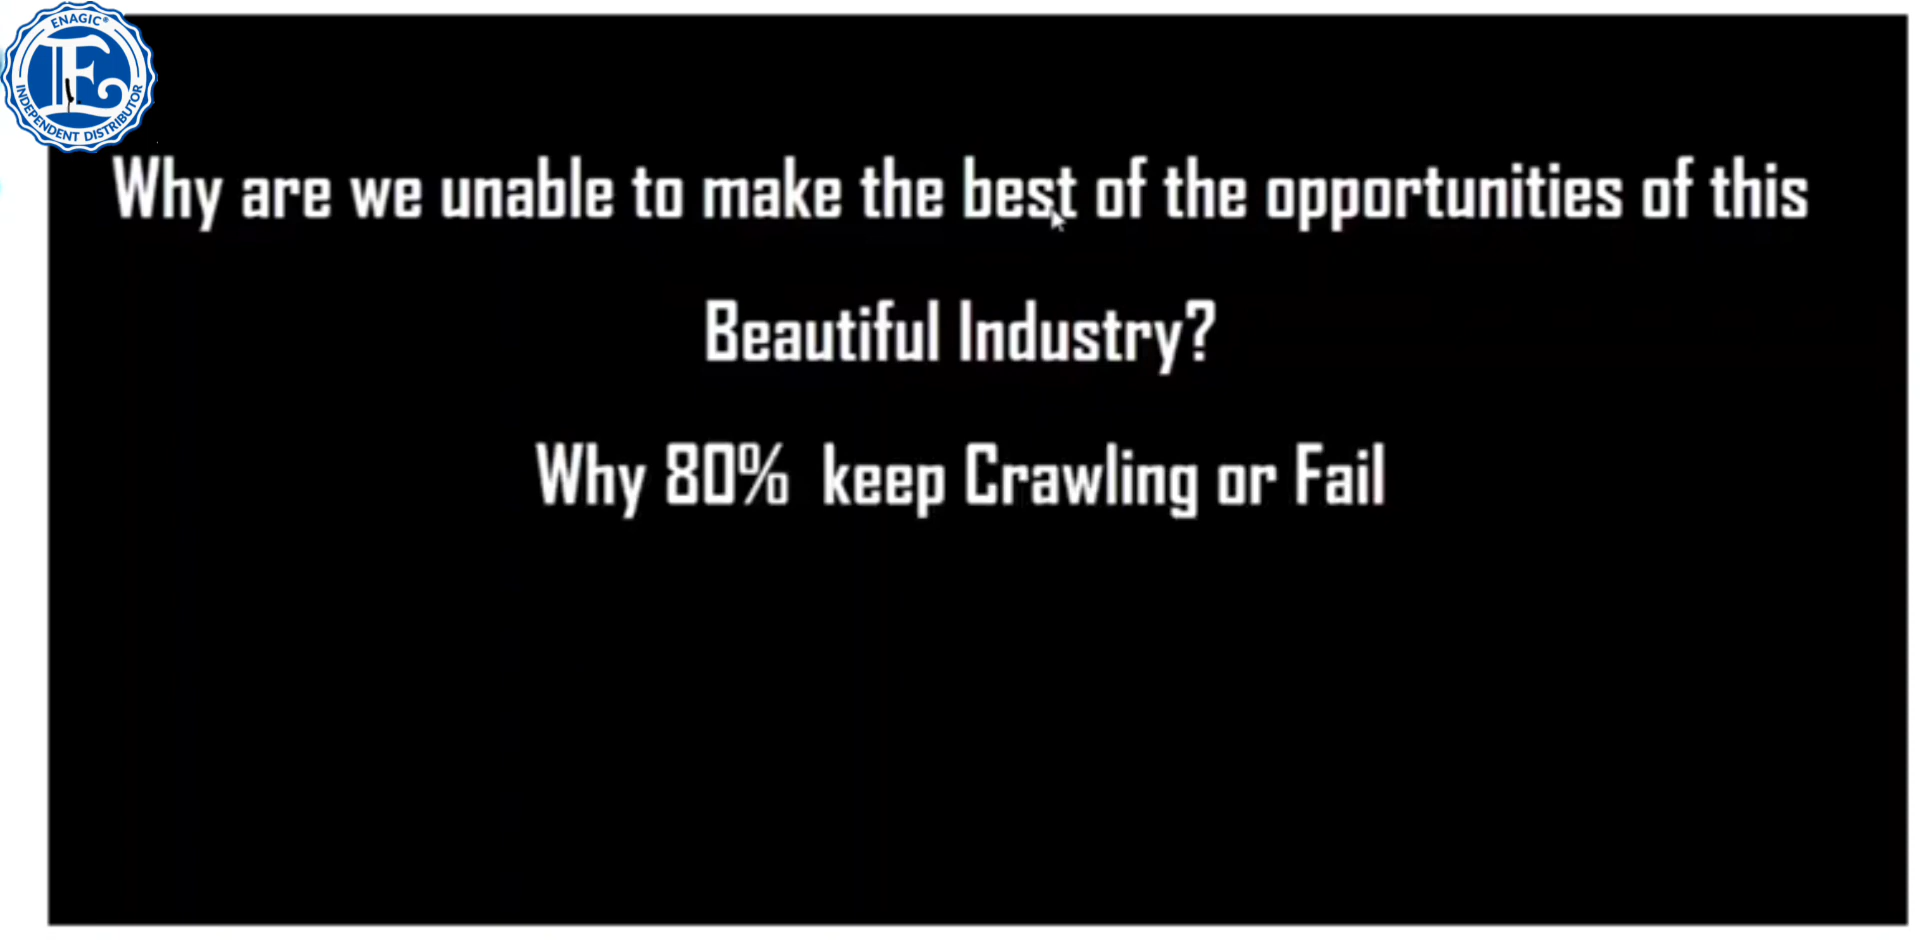 ENAGIC®
E
INDEPENDENT DISTRIBUTOR
Why are we unable to make the best of the opportunities of this
Beautiful Industry?
Why 80% keep Crawling or Fail